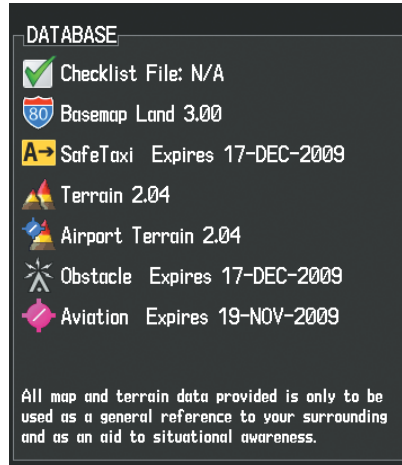 DATABASE
Checklist File: N/A
80 Basemap Land 3.00
A→ SafeTaxi Expires 17-DEC-2009
Terrain 2.04
Airport Terrain 2.04
Obstacle Expires 17-DEC-2009
Aviation Expires 19-NOV-2009
All map and terrain data provided is only to be
used as a general reference to your surrounding
and as an aid to situational awareness.